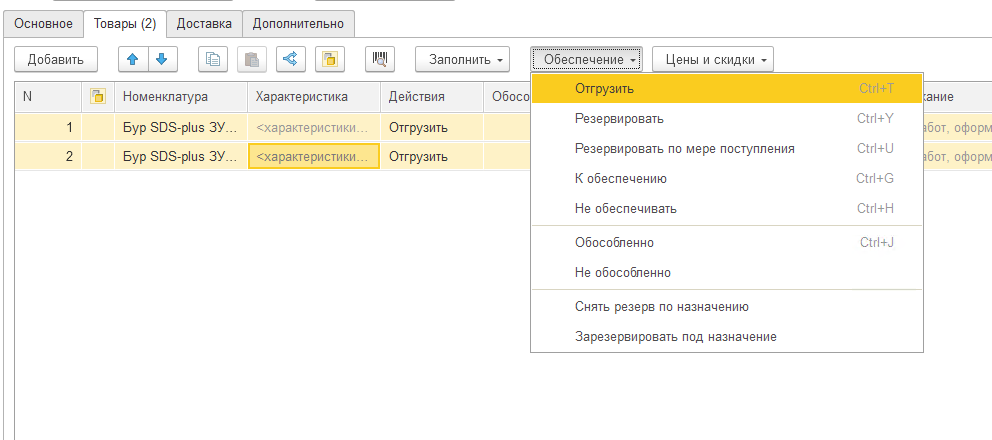 Основное Товары (2) Доставка Дополнительно
Добавить Заполнить Обеспечение Цены и скидки
N Номенклатура Характеристика Действия Обосо
1 Бур SDS-plus ЗУ... <характеристики... Отгрузить
2 Бур SDS-plus ЗУ... <характеристики... Отгрузить
Отгрузить Ctrl+T
Резервировать Ctrl+Y
Резервировать по мере поступления Ctrl+U
К обеспечению Ctrl+G
Не обеспечивать Ctrl+H
Обособленно Ctrl+J
Не обособленно
Снять резерв по назначению
Зарезервировать под назначение
кание
абот, оформ
абот, оформ